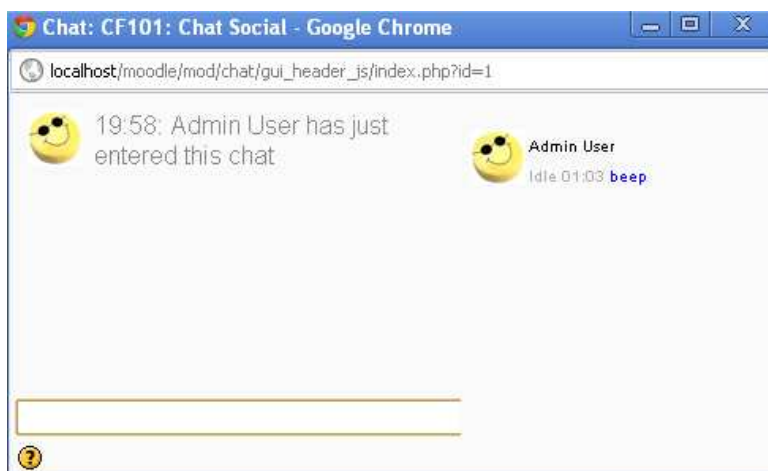 Chat: CF101: Chat Social - Google Chrome
localhost/moodle/mod/chat/gui_header_js/index.php?id=1
19:58: Admin User has just
entered this chat
Admin User
Idle 01:03 beep
?